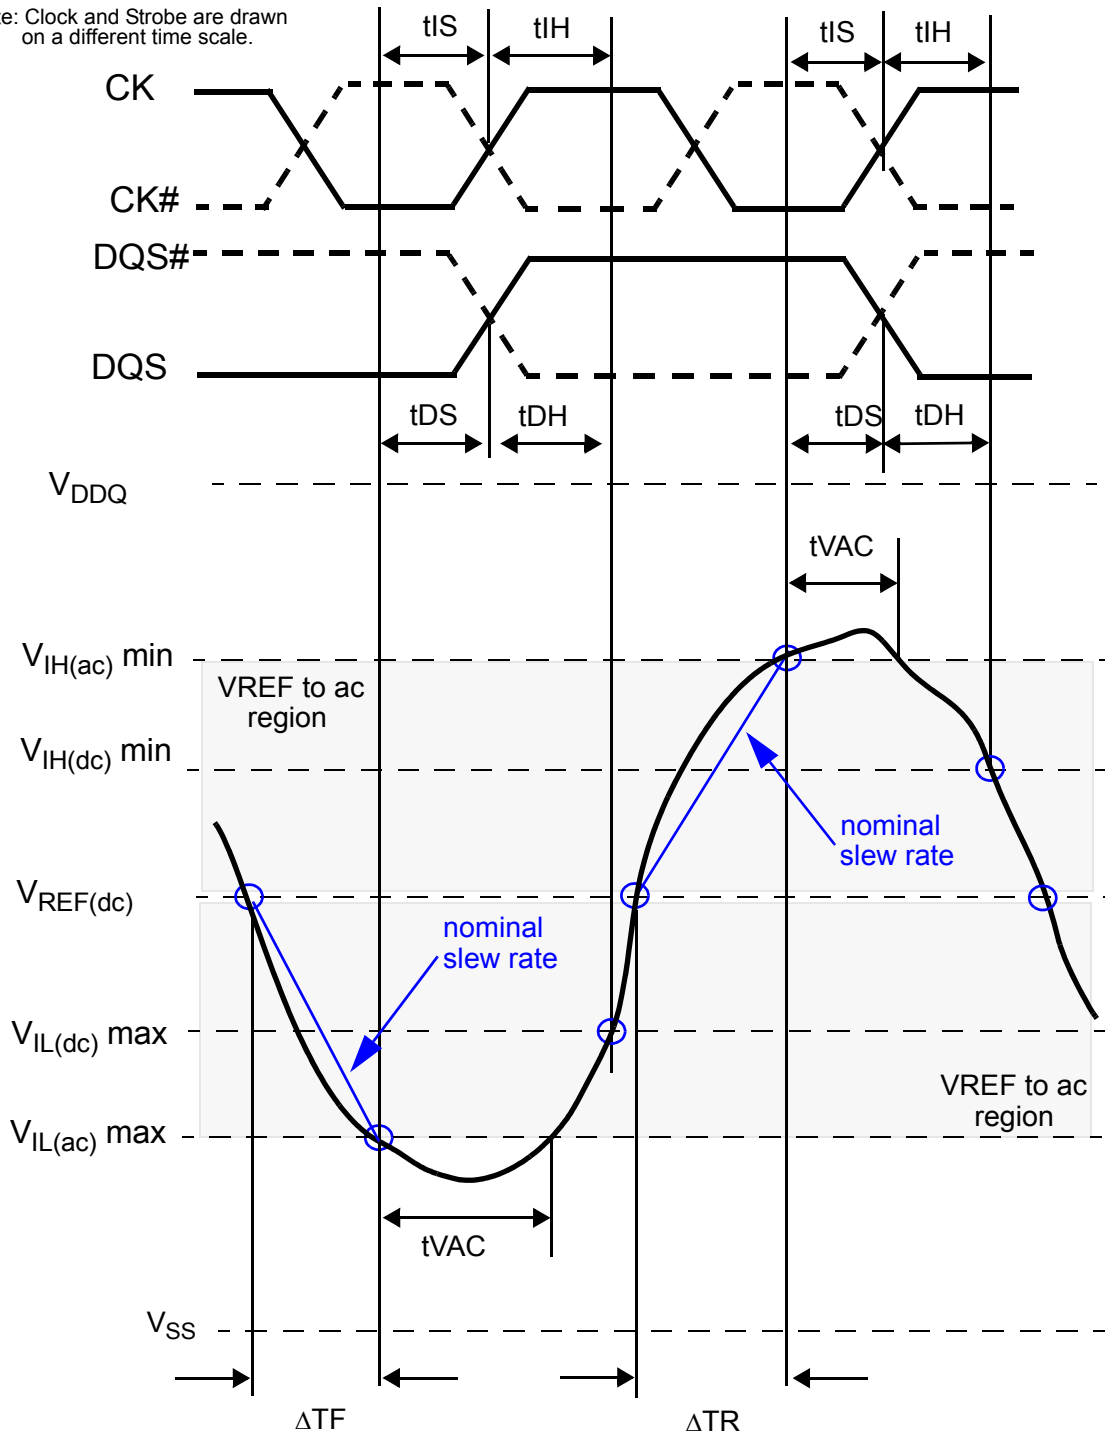 te: Clock and Strobe are drawn
on a different time scale.
tIS tIH tIS tIH
CK
CK#
DQS#
DQS
tDS tDH tDS tDH
VDDQ
tVAC
VIH(ac) min
VREF to ac
region
VIH(dc) min
nominal
slew rate
VREF(dc)
nominal
slew rate
VIL(dc) max
VREF to ac
region
VIL(ac) max
tVAC
VSS
ΔTF ΔTR